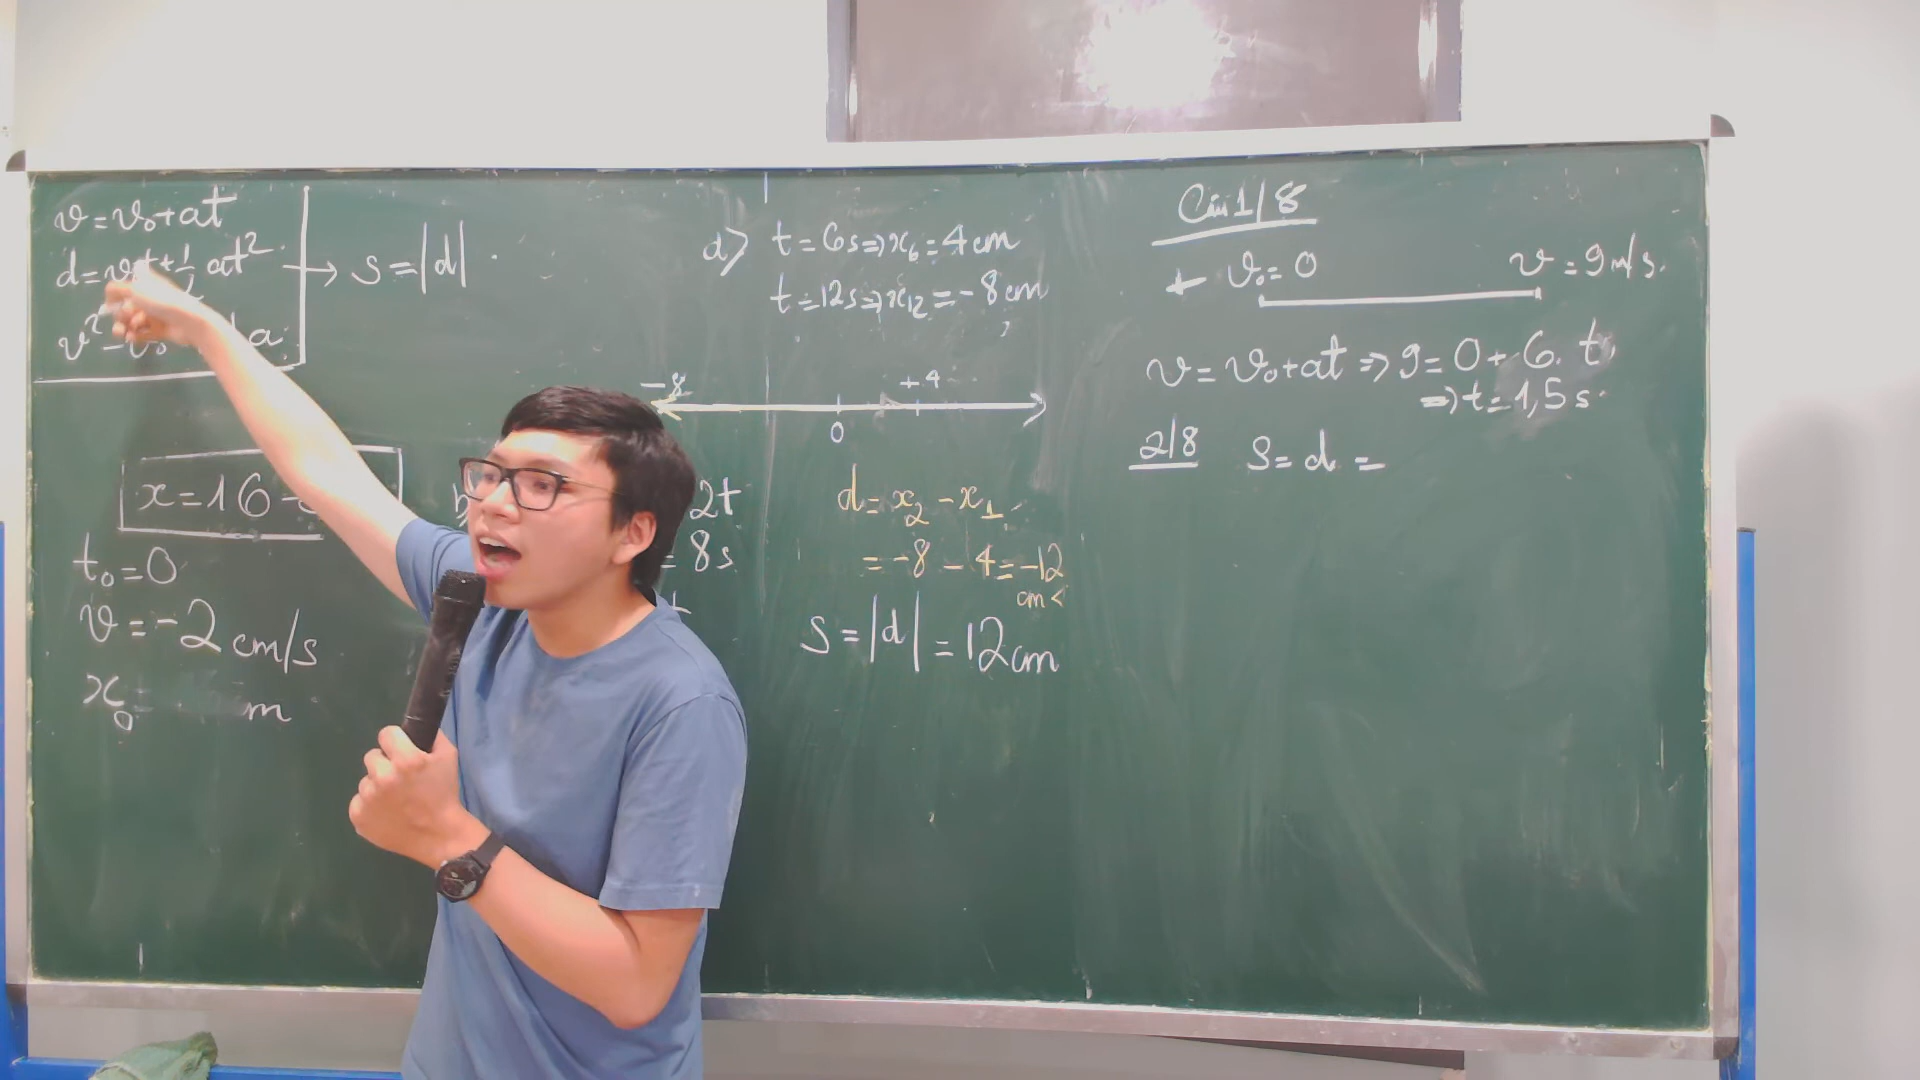 v = v₀ + at
d = v₀t + ½ at²
→ s = |d|
v² - v₀² a
x = 16 -
t₀ = 0
v = -2 cm/s
x₀ = m
2t
= 8s
d) t = 6s ⇒ x₆ = 4 cm
t = 12s ⇒ x₁₂ = -8 cm
-8 +4
0
d = x₂ - x₁
= -8 - 4 = -12
cm <
S = |d| = 12 cm
Câu 1/8
+ v₀ = 0 v = 9 m/s.
v = v₀ + at ⇒ 9 = 0 + 6. t
⇒ t = 1,5 s.
2/8 S = d =